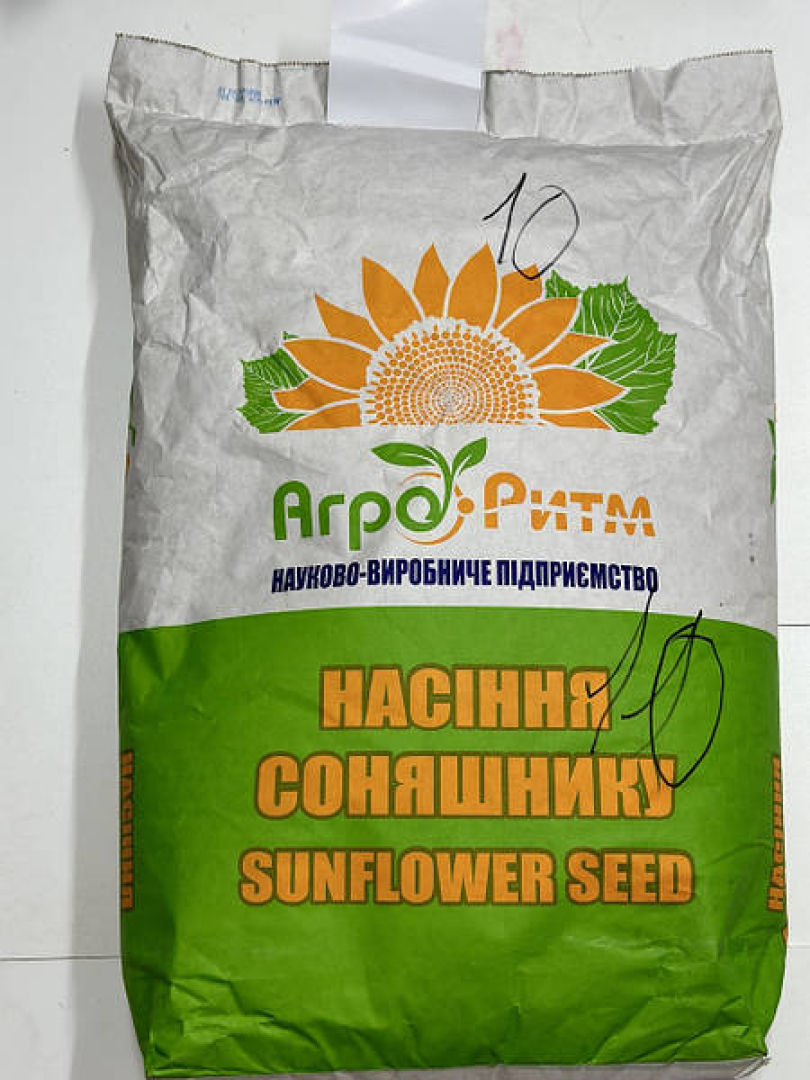 10
Агро Ритм
НАУКОВО-ВИРОБНИЧЕ ПІДПРИЄМСТВО
НАСІННЯ
10
СОНЯШНИКУ
SUNFLOWER SEED